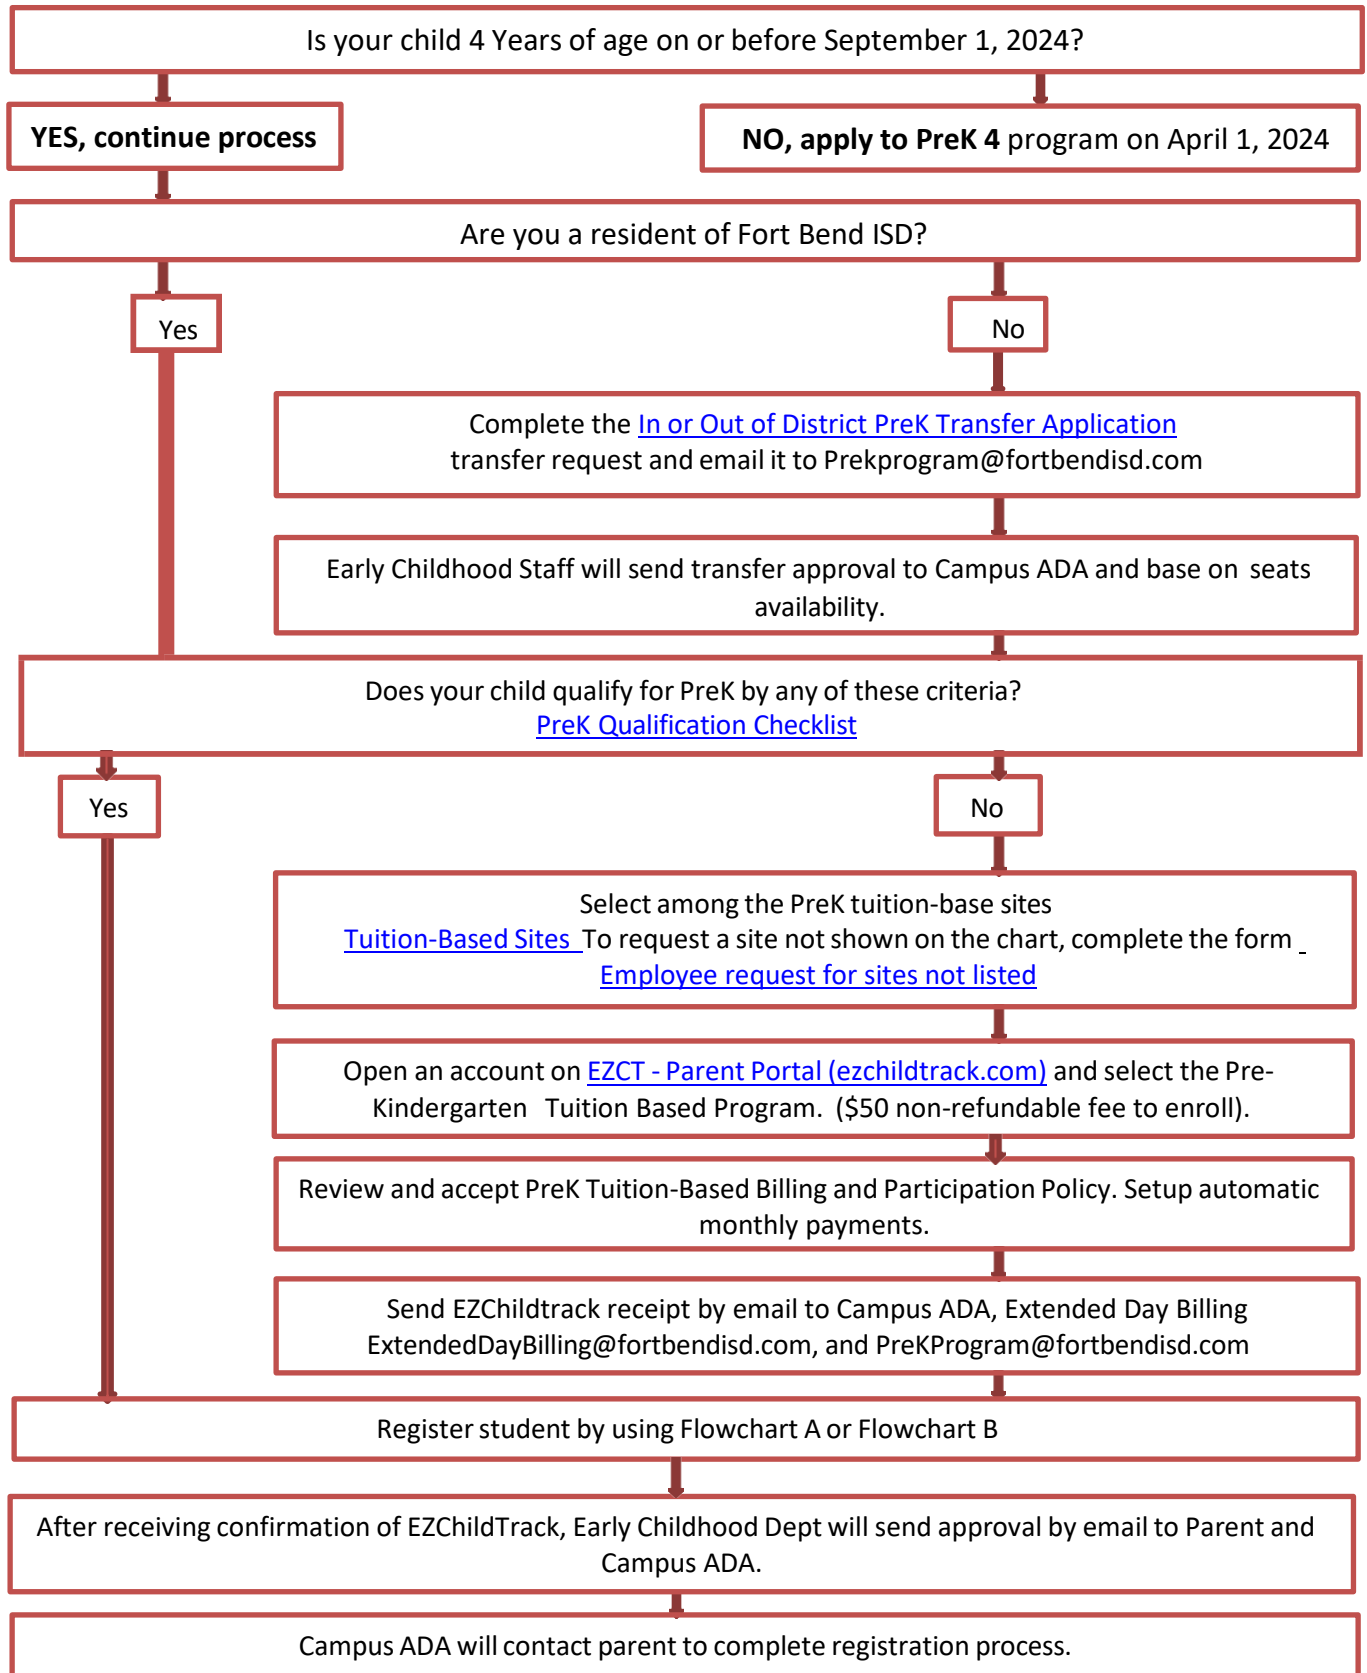 Is your child 4 Years of age on or before September 1, 2024?
YES, continue process
NO, apply to PreK 4 program on April 1, 2024
Are you a resident of Fort Bend ISD?
Yes
No
Complete the In or Out of District PreK Transfer Application
transfer request and email it to Prekprogram@fortbendisd.com
Early Childhood Staff will send transfer approval to Campus ADA and base on seats
availability.
Does your child qualify for PreK by any of these criteria?
PreK Qualification Checklist
Yes
No
Select among the PreK tuition-base sites
Tuition-Based Sites To request a site not shown on the chart, complete the form
Employee request for sites not listed
Open an account on EZCT - Parent Portal (ezchildtrack.com) and select the Pre-
Kindergarten Tuition Based Program. ($50 non-refundable fee to enroll).
Review and accept PreK Tuition-Based Billing and Participation Policy. Setup automatic
monthly payments.
Send EZChildtrack receipt by email to Campus ADA, Extended Day Billing
ExtendedDayBilling@fortbendisd.com, and PreKProgram@fortbendisd.com
Register student by using Flowchart A or Flowchart B
After receiving confirmation of EZChildTrack, Early Childhood Dept will send approval by email to Parent and
Campus ADA.
Campus ADA will contact parent to complete registration process.